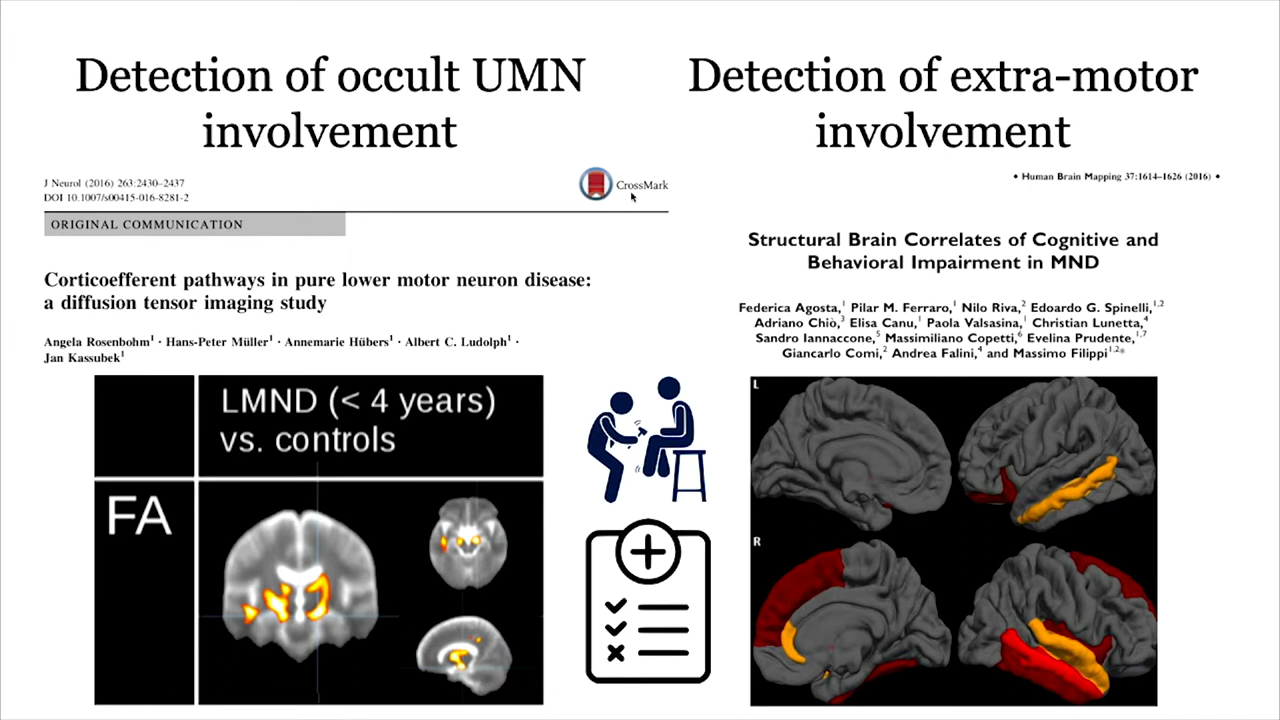 Detection of occult UMN
involvement
J Neurol (2016) 263:2430–2437
DOI 10.1007/s00415-016-8281-2
CrossMark
ORIGINAL COMMUNICATION
Corticoefferent pathways in pure lower motor neuron disease:
a diffusion tensor imaging study
Angela Rosenbohm¹ · Hans-Peter Müller¹ · Annemarie Hübers¹ · Albert C. Ludolph¹ ·
Jan Kassubek¹
LMND (< 4 years)
vs. controls
FA
Detection of extra-motor
involvement
• Human Brain Mapping 37:1614–1626 (2016) •
Structural Brain Correlates of Cognitive and
Behavioral Impairment in MND
Federica Agosta,¹ Pilar M. Ferraro,¹ Nilo Riva,² Edoardo G. Spinelli,¹,²
Adriano Chiò,³ Elisa Canu,¹ Paola Valsasina,¹ Christian Lunetta,⁴
Sandro Iannaccone,⁵ Massimiliano Copetti,⁶ Evelina Prudente,¹,⁷
Giancarlo Comi,² Andrea Falini,⁴ and Massimo Filippi¹,²*
L
R